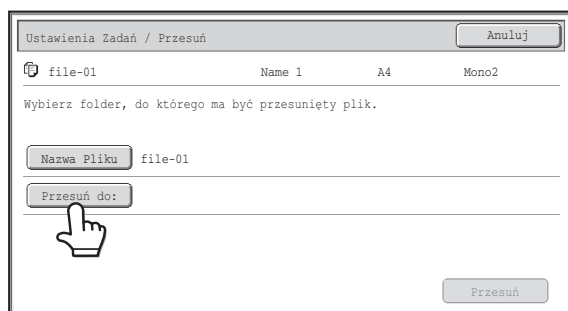 Ustawienia Zadań / Przesuń Anuluj
file-01 Name 1 A4 Mono2
Wybierz folder, do którego ma być przesunięty plik.
Nazwa Pliku file-01
Przesuń do:
Przesuń